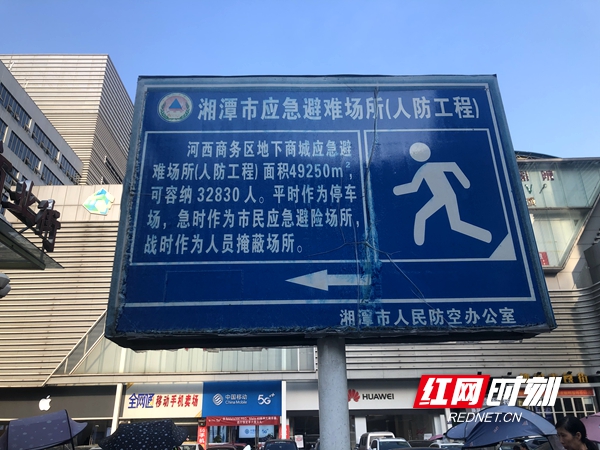 湘潭市应急避难场所(人防工程)
河西商务区地下商城应急避
难场所(人防工程) 面积49250m²,
可容纳 32830 人。平时作为停车
场,急时作为市民应急避险场所,
战时作为人员掩蔽场所。
湘潭市人民防空办公室
全网通 移动手机卖场
中国移动
China Mobile
5G
HUAWEI
红网时刻
REDNET.CN